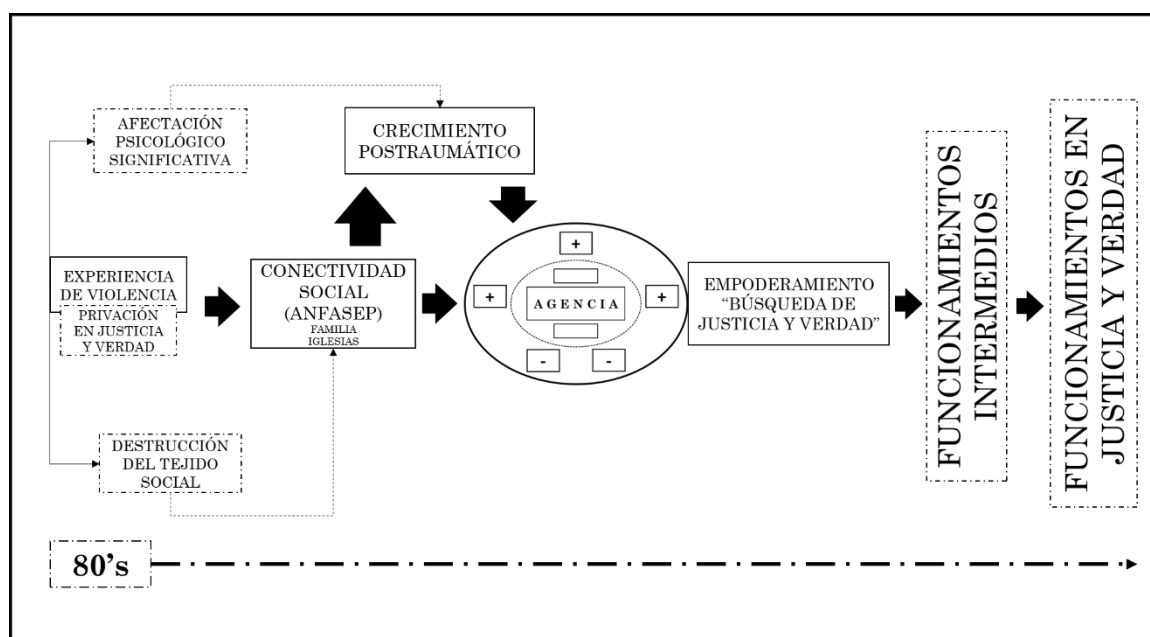 AFECTACIÓN
PSICOLÓGICO
SIGNIFICATIVA
CRECIMIENTO
POSTRAUMÁTICO
EXPERIENCIA
DE VIOLENCIA
PRIVACIÓN
EN JUSTICIA
Y VERDAD
CONECTIVIDAD
SOCIAL
(ANFASEP)
FAMILIA
IGLESIAS
+
+
AGENCIA
+
-
-
EMPODERAMIENTO
“BÚSQUEDA DE
JUSTICIA Y VERDAD”
FUNCIONAMIENTOS
INTERMEDIOS
FUNCIONAMIENTOS EN
JUSTICIA Y VERDAD
DESTRUCCIÓN
DEL TEJIDO
SOCIAL
80’s